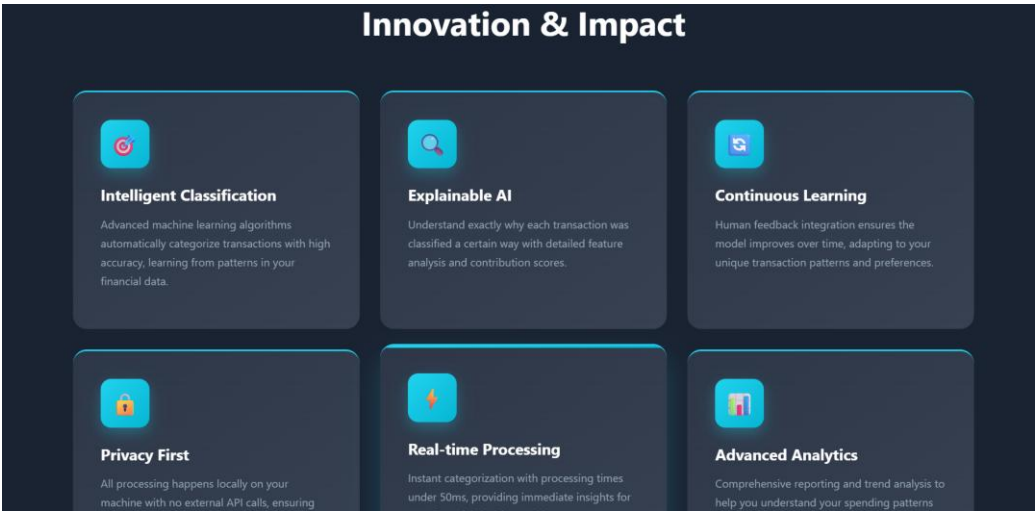 Innovation & Impact
Intelligent Classification
Advanced machine learning algorithms
automatically categorize transactions with high
accuracy, learning from patterns in your
financial data.
Explainable AI
Understand exactly why each transaction was
classified a certain way with detailed feature
analysis and contribution scores.
Continuous Learning
Human feedback integration ensures the
model improves over time, adapting to your
unique transaction patterns and preferences.
Privacy First
All processing happens locally on your
machine with no external API calls, ensuring
Real-time Processing
Instant categorization with processing times
under 50ms, providing immediate insights for
Advanced Analytics
Comprehensive reporting and trend analysis to
help you understand your spending patterns